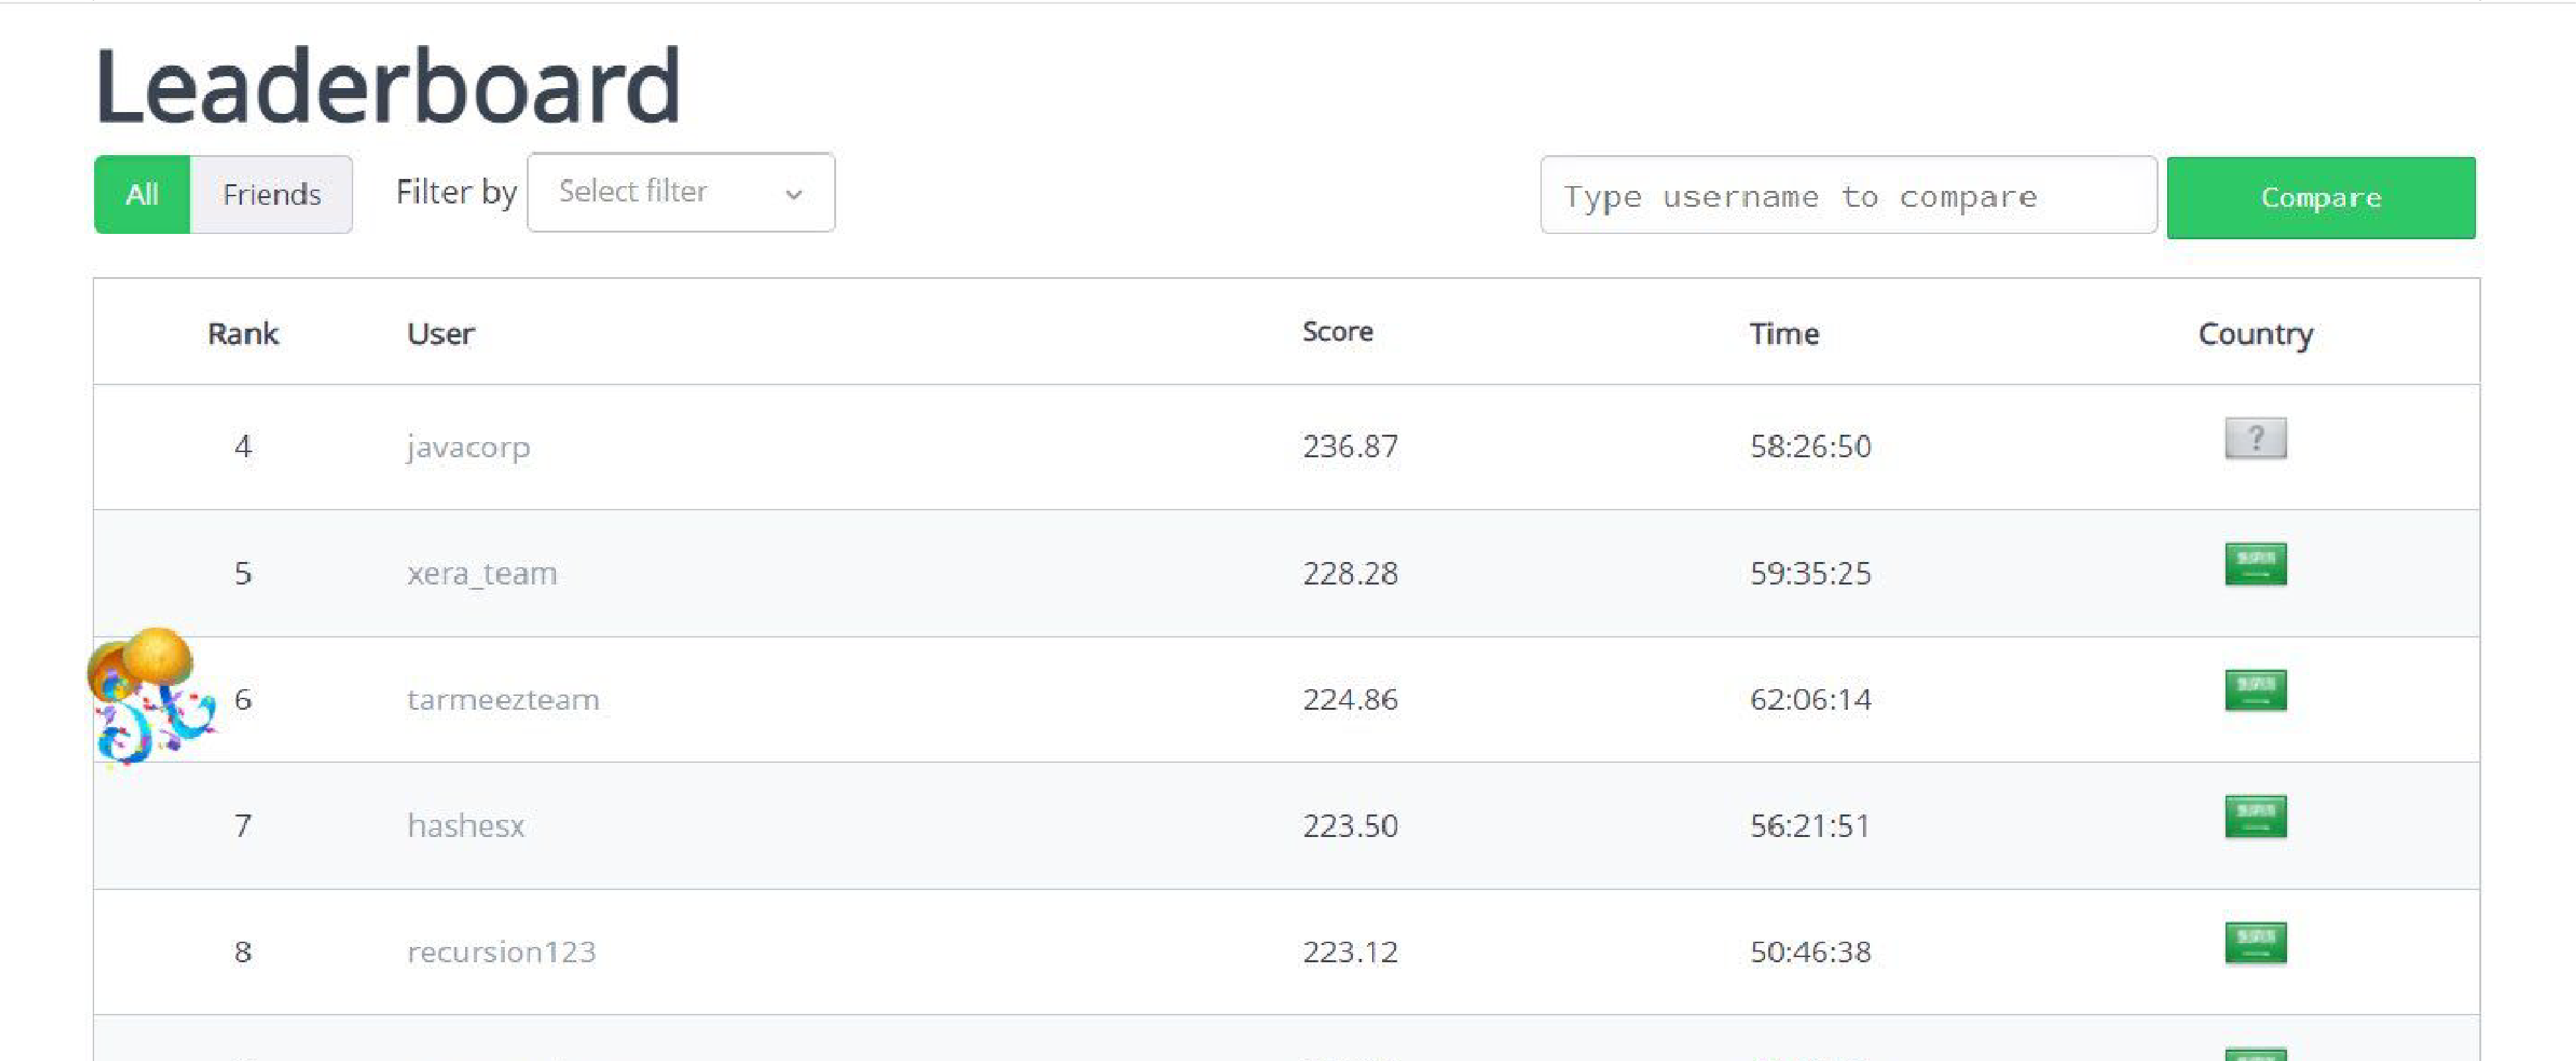 Leaderboard
All Friends Filter by Select filter Type username to compare Compare
Rank User Score Time Country
4 javacorp 236.87 58:26:50 ?
5 xera_team 228.28 59:35:25
6 tarmeezteam 224.86 62:06:14
7 hashesx 223.50 56:21:51
8 recursion123 223.12 50:46:38